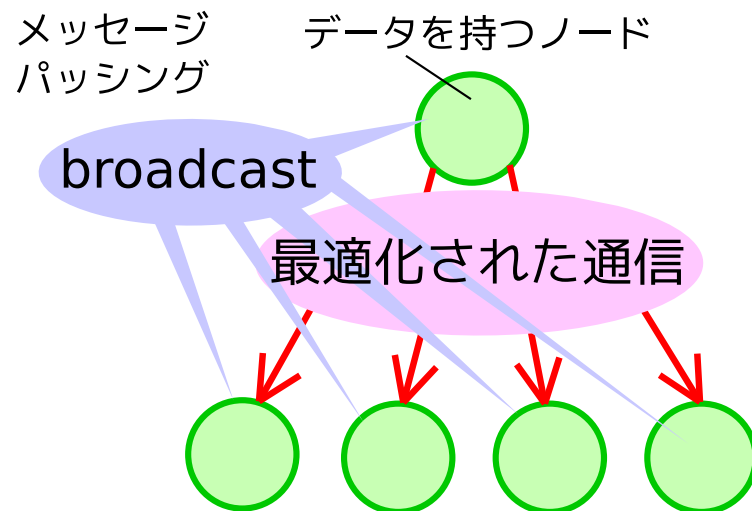 メッセージ
パッシング
データを持つノード
broadcast
最適化された通信